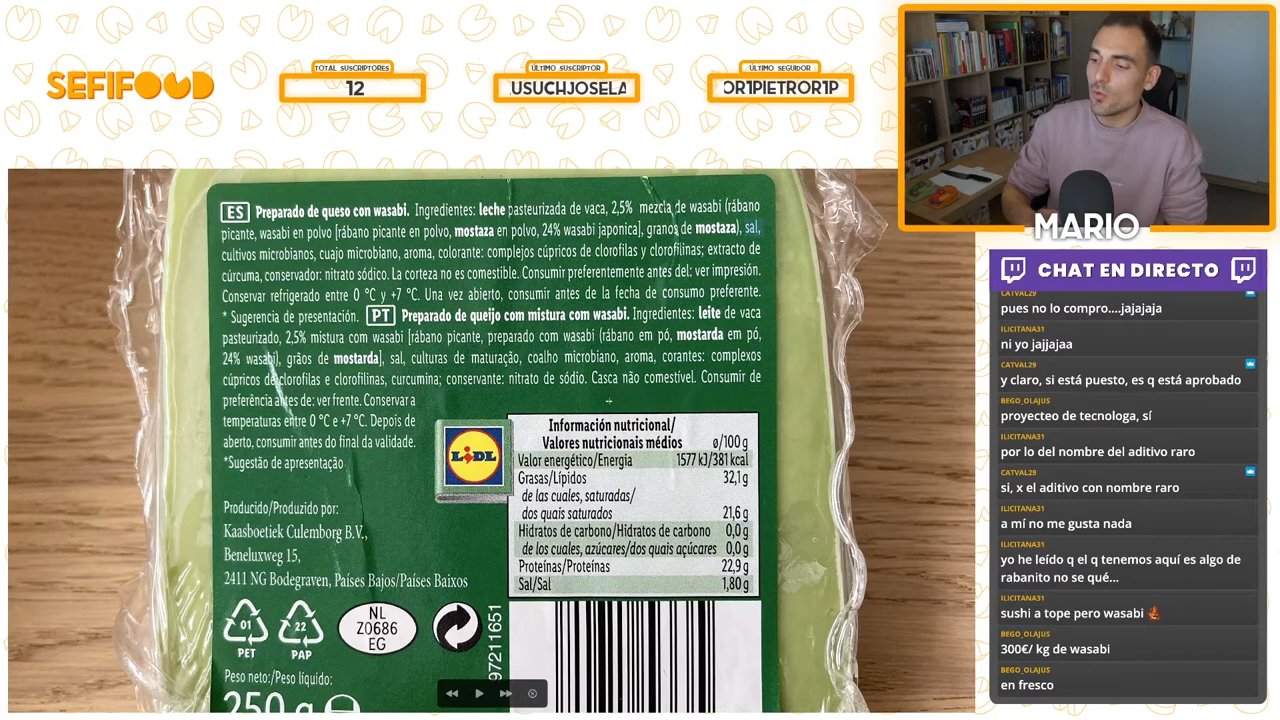 SEFIFOOD
TOTAL SUSCRIPTORES
12
ÚLTIMO SUSCRIPTOR
USUCHJOSELA
ÚLTIMO SEGUIDOR
OR1PIETROR1P
MARIO
ES Preparado de queso con wasabi. Ingredientes: leche pasteurizada de vaca, 2,5% mezcla de wasabi (rábano
picante, wasabi en polvo [rábano picante en polvo, mostaza en polvo, 24% wasabi japonica], granos de mostaza), sal,
cultivos microbianos, cuajo microbiano, aroma, colorante: complejos cúpricos de clorofilas y clorofilinas; extracto de
cúrcuma, conservador: nitrato sódico. La corteza no es comestible. Consumir preferentemente antes del: ver impresión.
Conservar refrigerado entre 0 °C y +7 °C. Una vez abierto, consumir antes de la fecha de consumo preferente.
* Sugerencia de presentación. PT Preparado de queijo com mistura com wasabi. Ingredientes: leite de vaca
pasteurizado, 2,5% mistura com wasabi [rábano picante, preparado com wasabi (rábano em pó, mostarda em pó,
24% wasabi), grãos de mostarda], sal, culturas de maturação, coalho microbiano, aroma, corantes: complexos
cúpricos de clorofilas e clorofilinas, curcumina; conservante: nitrato de sódio. Casca não comestível. Consumir de
preferência antes de: ver frente. Conservar a
temperaturas entre 0 °C e +7 °C. Depois de
aberto, consumir antes do final da validade.
*Sugestão de apresentação
LIDL
Información nutricional/
Valores nutricionais médios ø/100 g
Valor energético/Energia 1577 kJ/381 kcal
Grasas/Lípidos 32,1 g
de las cuales, saturadas/
dos quais saturados 21,6 g
Hidratos de carbono/Hidratos de carbono 0,0 g
de los cuales, azúcares/dos quais açúcares 0,0 g
Proteínas/Proteínas 22,9 g
Sal/Sal 1,80 g
Producido/Produzido por:
Kaasboetiek Culemborg B.V.,
Beneluxweg 15,
2411 NG Bodegraven, Países Bajos/Países Baixos
01
PET
22
PAP
NL
Z0686
EG
97211651
Peso neto:/Peso líquido:
250 g
CHAT EN DIRECTO
CATVAL29
pues no lo compro....jajajaja
ILICITANA31
ni yo jajjajaa
CATVAL29
y claro, si está puesto, es q está aprobado
BEGO_OLAJUS
proyecteo de tecnologa, sí
ILICITANA31
por lo del nombre del aditivo raro
CATVAL29
si, x el aditivo con nombre raro
ILICITANA31
a mí no me gusta nada
ILICITANA31
yo he leído q el q tenemos aquí es algo de
rabanito no se qué...
ILICITANA31
sushi a tope pero wasabi
BEGO_OLAJUS
300€/ kg de wasabi
BEGO_OLAJUS
en fresco